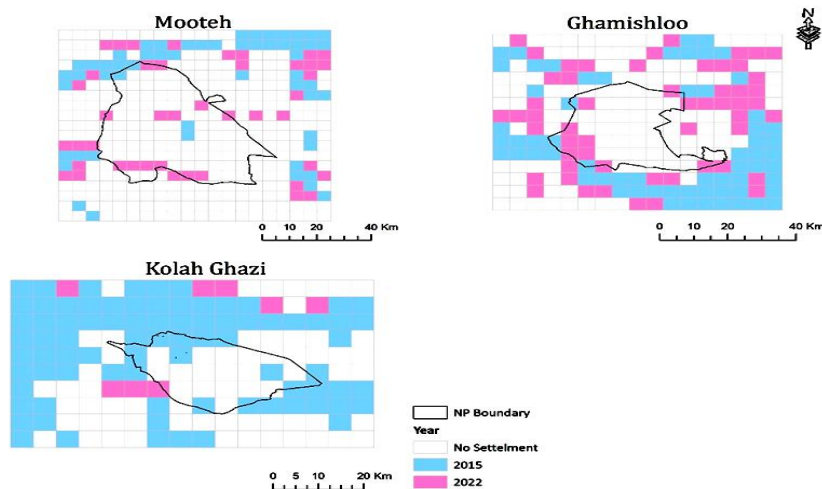 Mooteh
Ghamishloo
N
0 10 20 40 Km
0 10 20 40 Km
Kolah Ghazi
NP Boundary
Year
No Settelment
2015
2022
0 5 10 20 Km